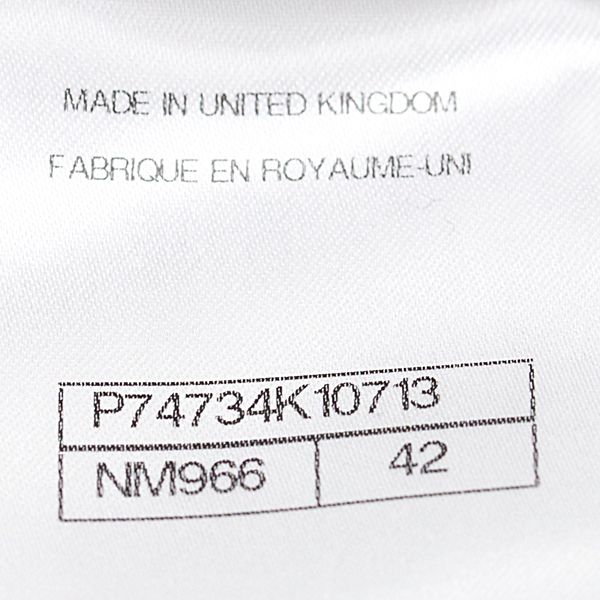 MADE IN UNITED KINGDOM
FABRIQUE EN ROYAUME-UNI
P74734K10713
NM966 42